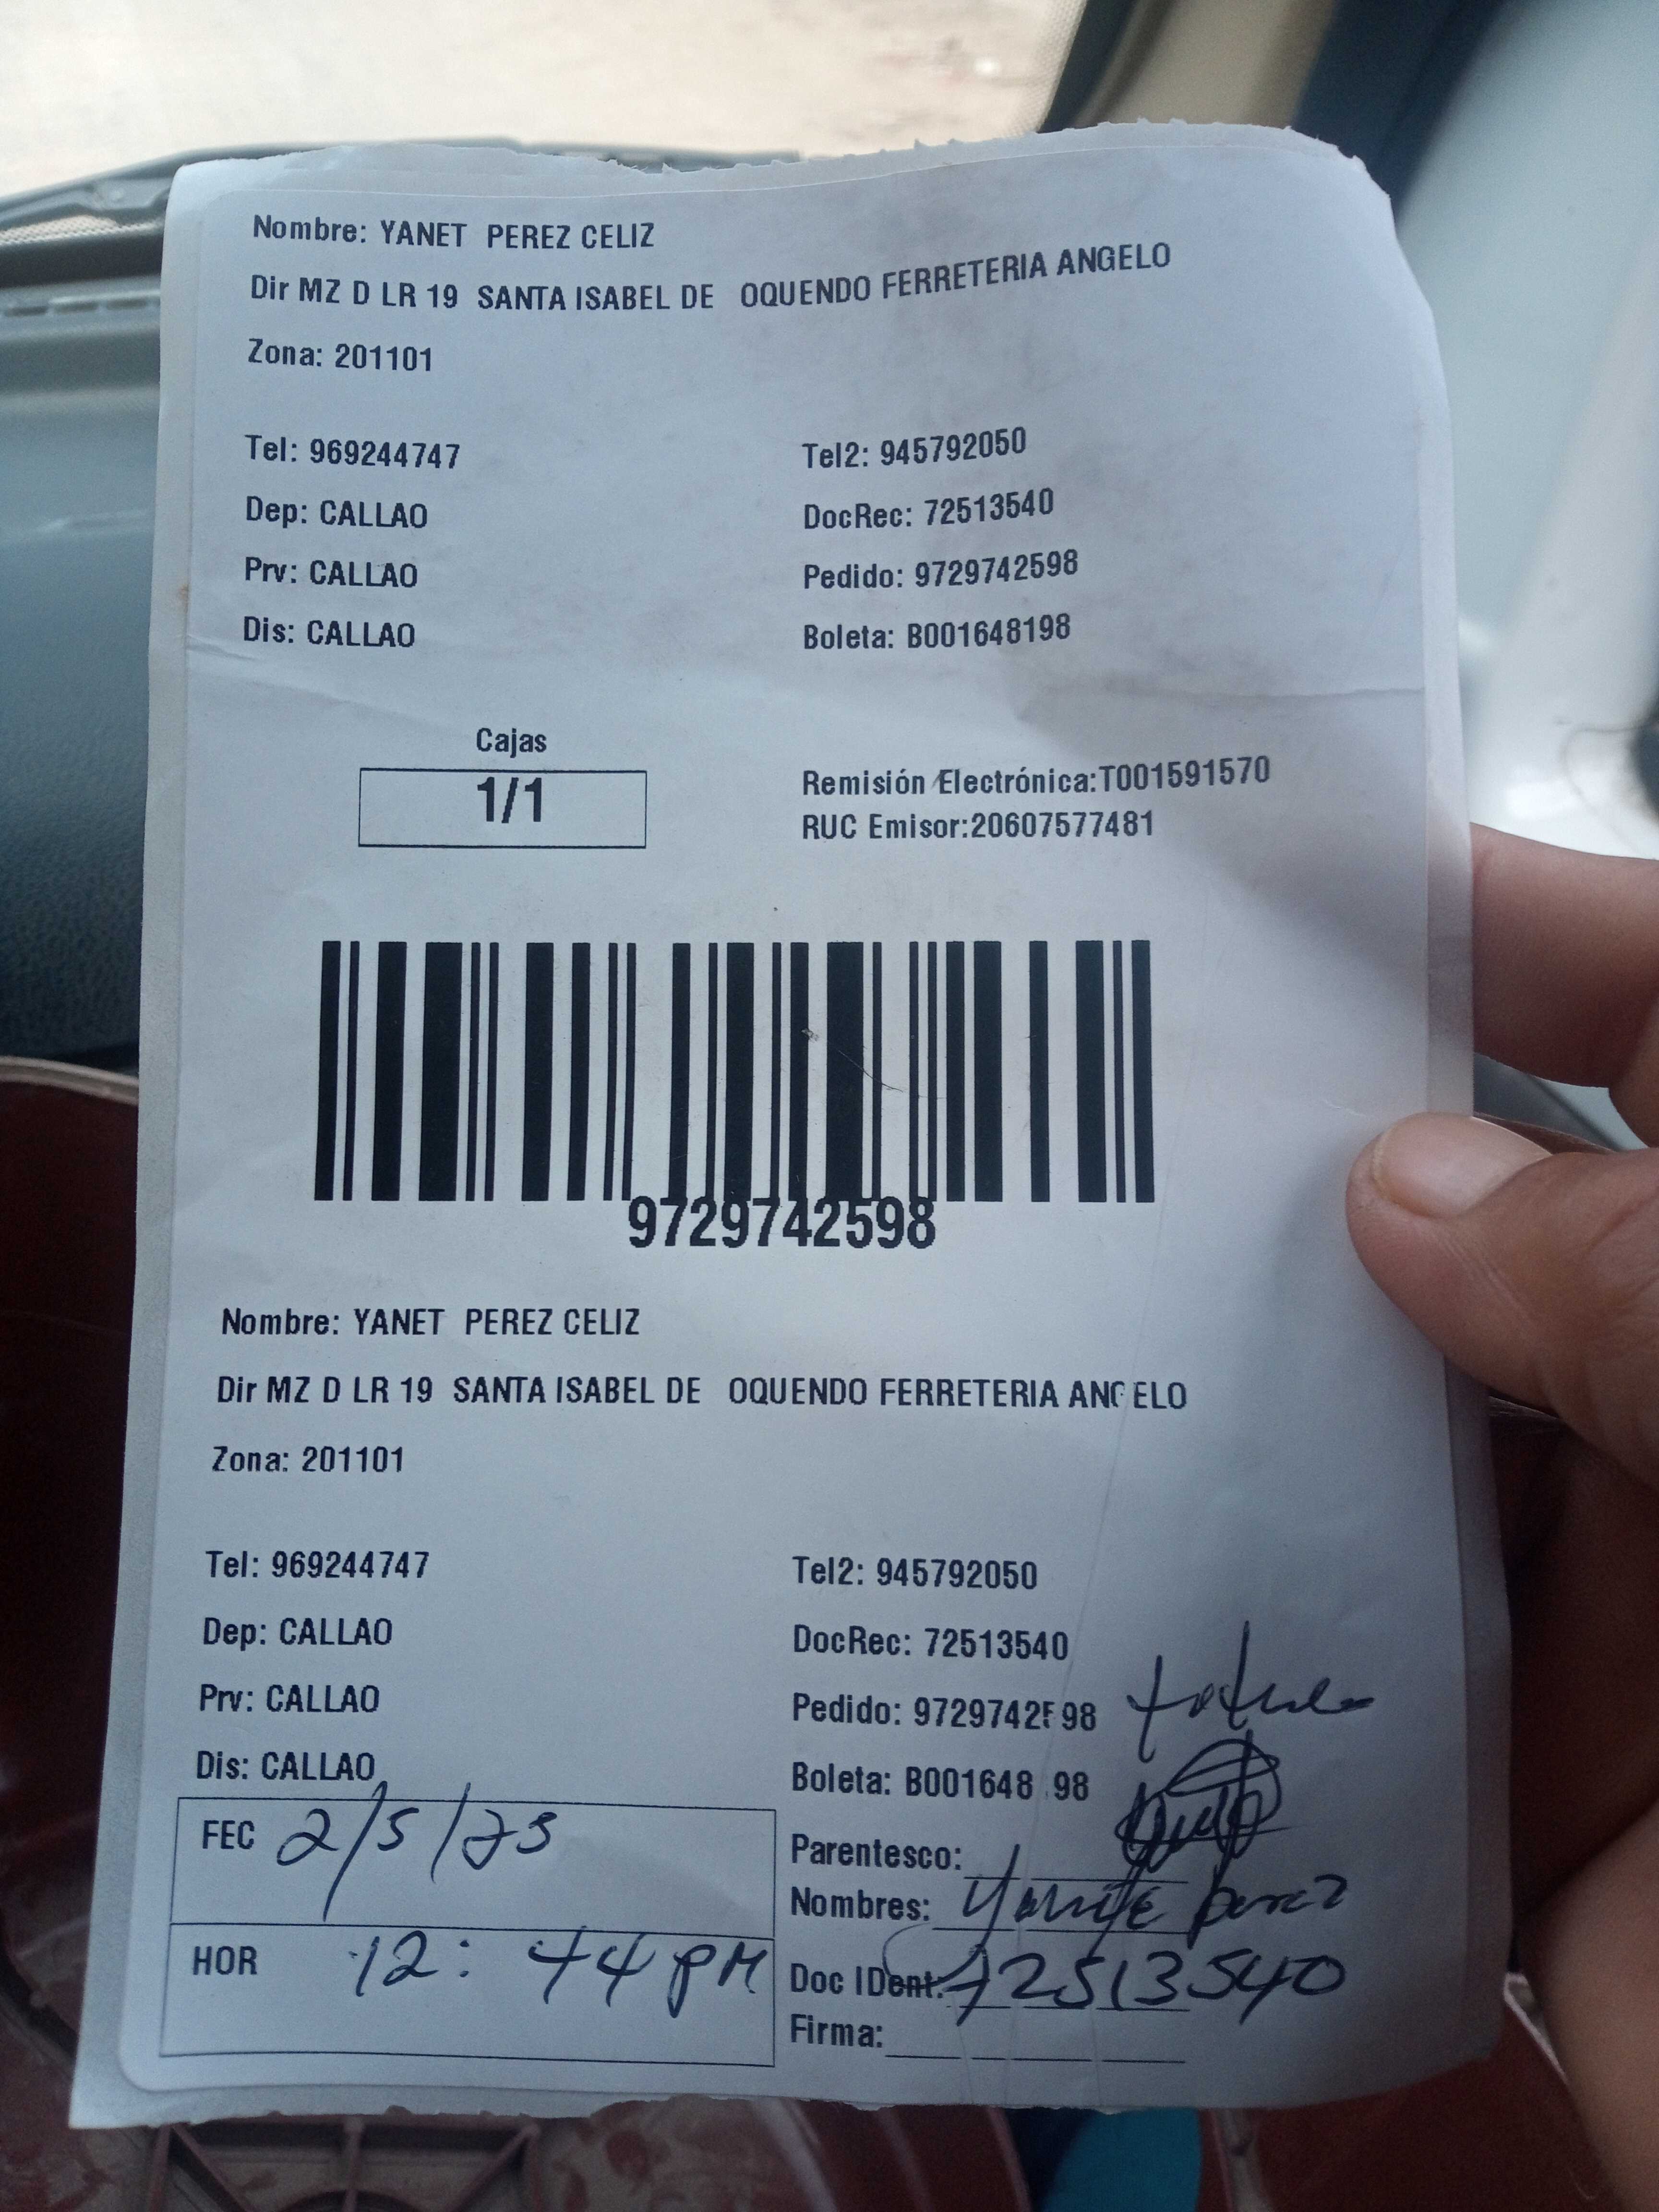 Nombre: YANET PEREZ CELIZ
Dir MZ D LR 19 SANTA ISABEL DE OQUENDO FERRETERIA ANGELO
Zona: 201101
Tel: 969244747 Tel2: 945792050
Dep: CALLAO DocRec: 72513540
Prv: CALLAO Pedido: 9729742598
Dis: CALLAO Boleta: B001648198
Cajas
1/1
Remisión Electrónica:T001591570
RUC Emisor:20607577481
9729742598
Nombre: YANET PEREZ CELIZ
Dir MZ D LR 19 SANTA ISABEL DE OQUENDO FERRETERIA ANGELO
Zona: 201101
Tel: 969244747 Tel2: 945792050
Dep: CALLAO DocRec: 72513540
Prv: CALLAO Pedido: 9729742598
Dis: CALLAO Boleta: B001648 98
FEC 2/5/23
Parentesco:
Nombres: perez
HOR 12:44 PM
Doc IDent: 72513540
Firma: